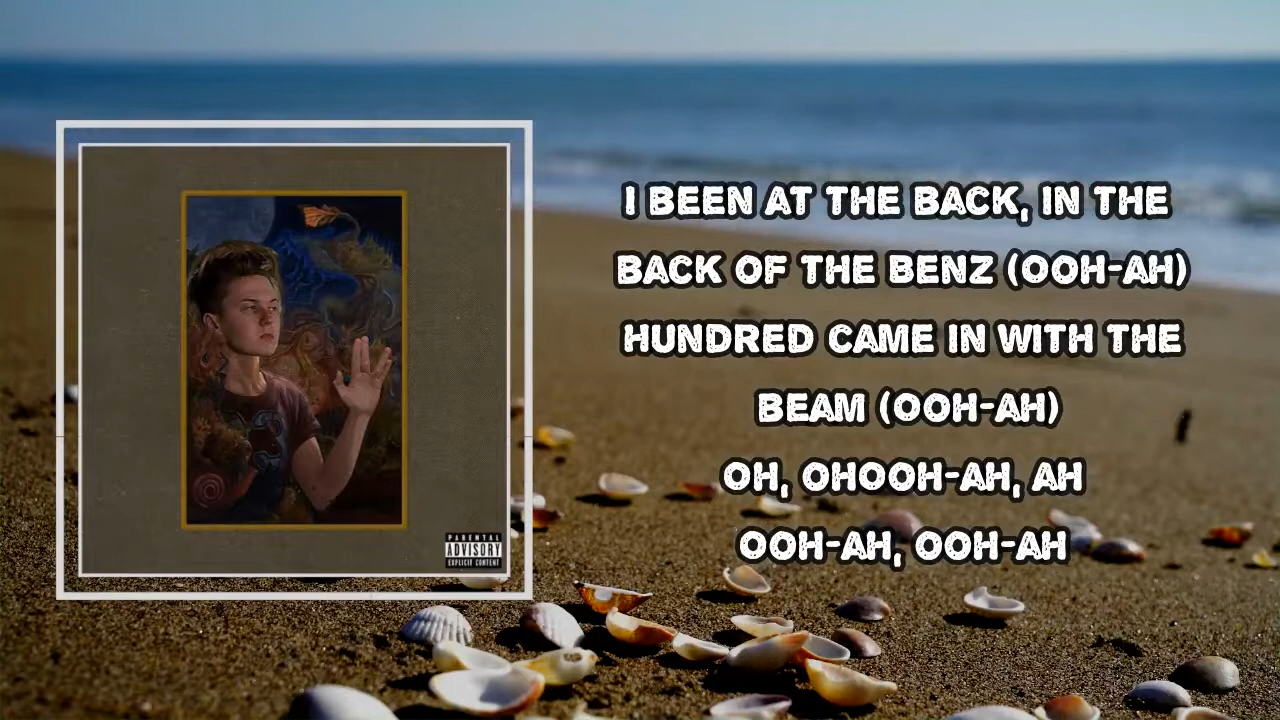 I BEEN AT THE BACK, IN THE
BACK OF THE BENZ (OOH-AH)
HUNDRED CAME IN WITH THE
BEAM (OOH-AH)
OH, OHOOH-AH, AH
OOH-AH, OOH-AH
PARENTAL
ADVISORY
EXPLICIT CONTENT